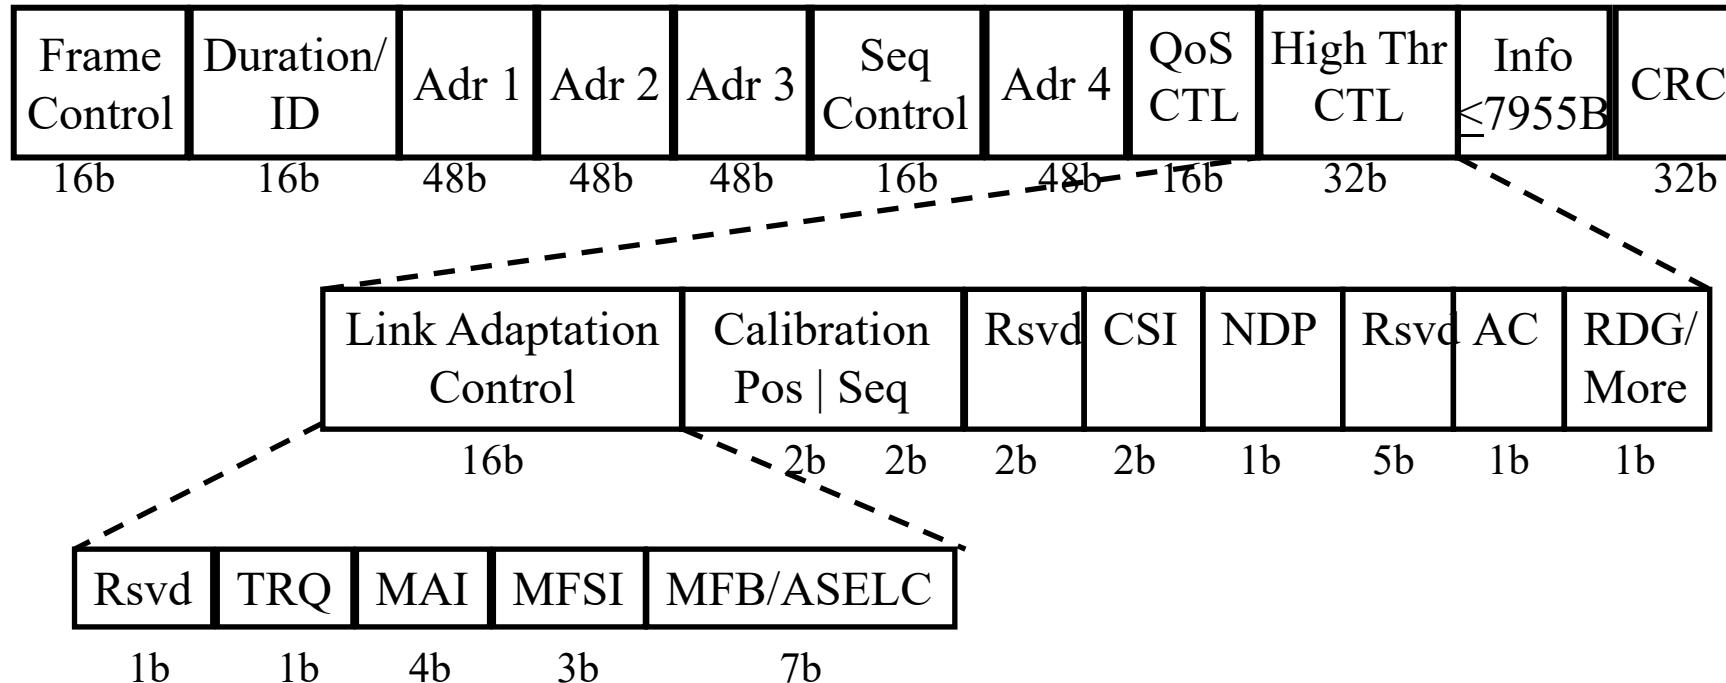 Frame Control
Duration/ ID
Adr 1
Adr 2
Adr 3
Seq Control
Adr 4
QoS CTL
High Thr CTL
Info ≤7955B
CRC
16b 16b 48b 48b 48b 16b 48b 16b 32b 32b
Link Adaptation Control
Calibration Pos | Seq
Rsvd
CSI
NDP
Rsvd
AC
RDG/ More
16b 2b 2b 2b 2b 1b 5b 1b 1b
Rsvd
TRQ
MAI
MFSI
MFB/ASELC
1b 1b 4b 3b 7b